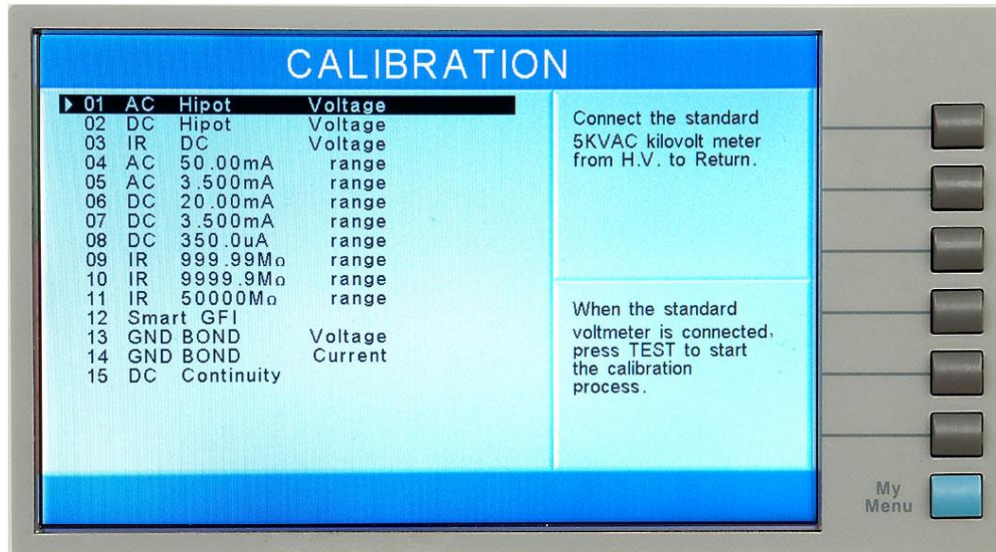 CALIBRATION
01 AC Hipot Voltage
02 DC Hipot Voltage
03 IR DC Voltage
04 AC 50.00mA range
05 AC 3.500mA range
06 DC 20.00mA range
07 DC 3.500mA range
08 DC 350.0uA range
09 IR 999.99MΩ range
10 IR 9999.9MΩ range
11 IR 50000MΩ range
12 Smart GFI
13 GND BOND Voltage
14 GND BOND Current
15 DC Continuity
Connect the standard
5KVAC kilovolt meter
from H.V. to Return.
When the standard
voltmeter is connected,
press TEST to start
the calibration
process.
My
Menu